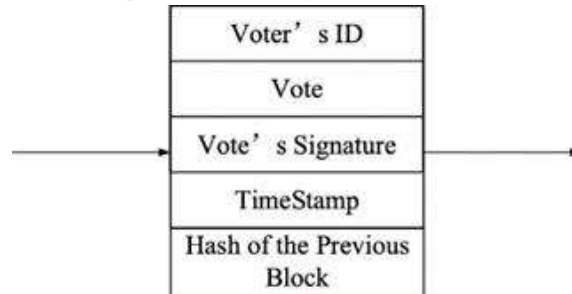 Voter’s ID
Vote
Vote’s Signature
TimeStamp
Hash of the Previous
Block